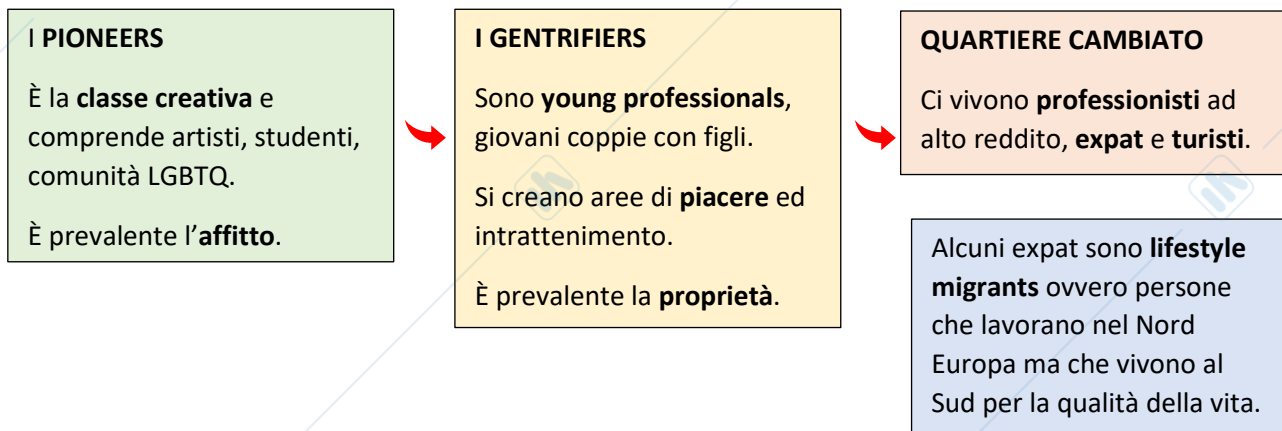 I PIONEERS
È la classe creativa e
comprende artisti, studenti,
comunità LGBTQ.
È prevalente l’affitto.
I GENTRIFIERS
Sono young professionals,
giovani coppie con figli.
Si creano aree di piacere ed
intrattenimento.
È prevalente la proprietà.
QUARTIERE CAMBIATO
Ci vivono professionisti ad
alto reddito, expat e turisti.
Alcuni expat sono lifestyle
migrants ovvero persone
che lavorano nel Nord
Europa ma che vivono al
Sud per la qualità della vita.